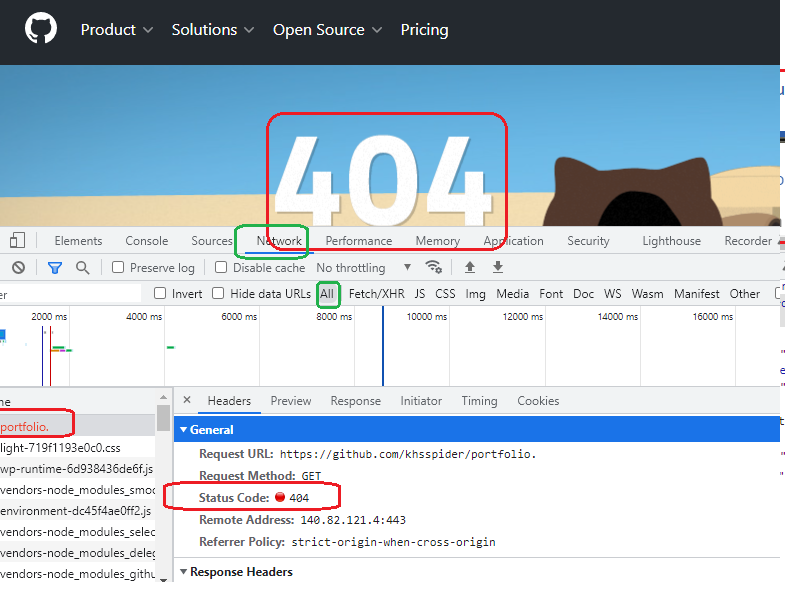 Product Solutions Open Source Pricing
404
Elements Console Sources Network Performance Memory Application Security Lighthouse Recorder
Preserve log Disable cache No throttling
Invert Hide data URLs All Fetch/XHR JS CSS Img Media Font Doc WS Wasm Manifest Other
2000 ms 4000 ms 6000 ms 8000 ms 10000 ms 12000 ms 14000 ms 16000 ms
× Headers Preview Response Initiator Timing Cookies
portfolio.
light-719f1193e0c0.css
wp-runtime-6d938436de6f.js
vendors-node_modules_smoo
environment-dc45f4ae0ff2.js
vendors-node_modules_selec
vendors-node_modules_deleg
vendors-node_modules_githu
General
Request URL: https://github.com/khsspider/portfolio.
Request Method: GET
Status Code: 404
Remote Address: 140.82.121.4:443
Referrer Policy: strict-origin-when-cross-origin
Response Headers